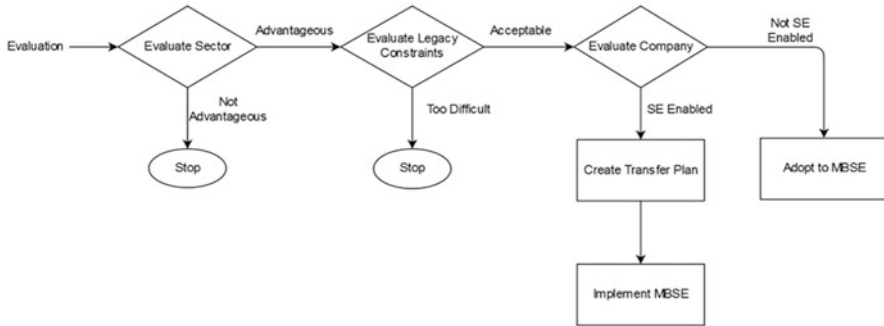 Evaluation
Evaluate Sector
Advantageous
Evaluate Legacy
Constraints
Acceptable
Evaluate Company
Not SE
Enabled
Not
Advantageous
Too Difficult
SE Enabled
Stop
Stop
Create Transfer Plan
Adopt to MBSE
Implement MBSE